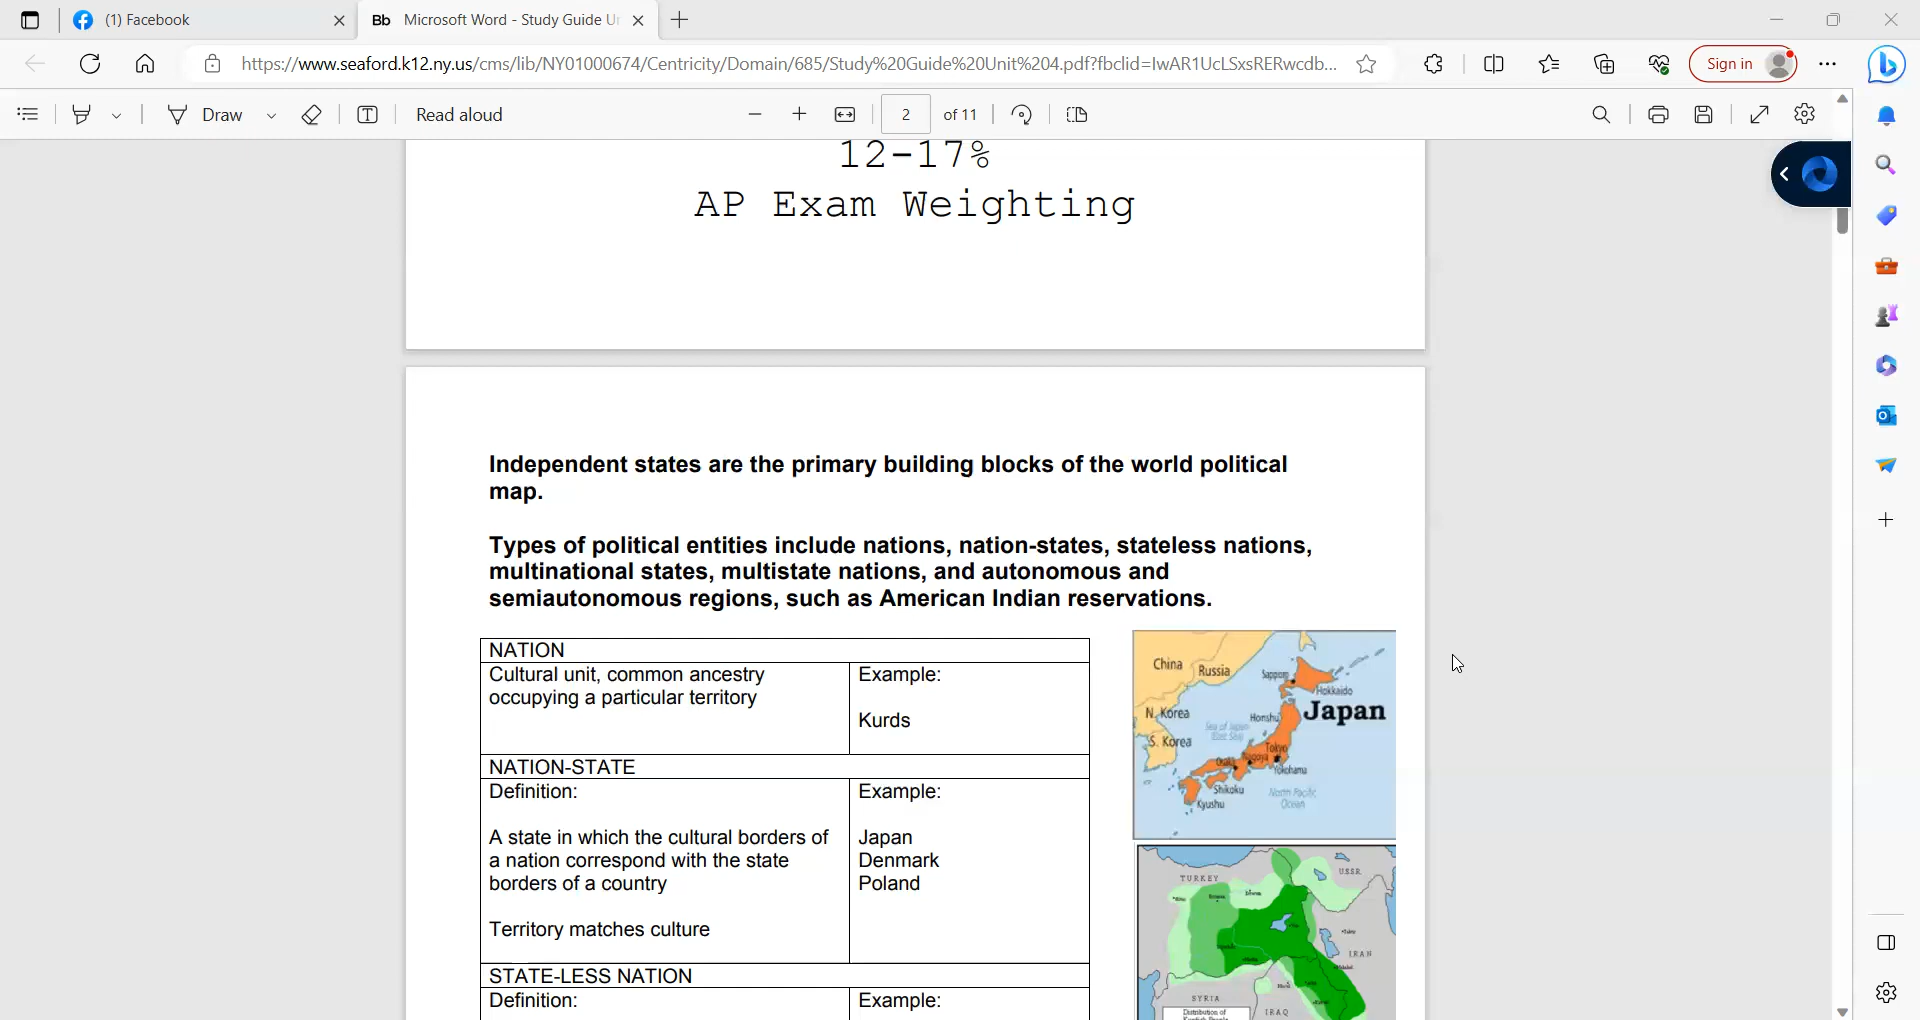 (1) Facebook
Microsoft Word - Study Guide U
https://www.seaford.k12.ny.us/cms/lib/NY01000674/Centricity/Domain/685/Study%20Guide%20Unit%204.pdf?fbclid=IwAR1UcLSxsRERwcdb...
Sign in
Draw
Read aloud
2
of 11
12-17%
AP Exam Weighting
Independent states are the primary building blocks of the world political
map.
Types of political entities include nations, nation-states, stateless nations,
multinational states, multistate nations, and autonomous and
semiautonomous regions, such as American Indian reservations.
NATION
Cultural unit, common ancestry
occupying a particular territory
Example:
Kurds
NATION-STATE
Definition:
A state in which the cultural borders of
a nation correspond with the state
borders of a country
Territory matches culture
Example:
Japan
Denmark
Poland
STATE-LESS NATION
Definition:
Example:
China
Russia
Sapporo
Hokkaido
N. Korea
Honshu
Japan
Sea of Japan
East Sea
S. Korea
Tokyo
Osaka
Nagoya
Yokohama
Shikoku
North Pacific
Ocean
Kyushu
TURKEY
USSR
IRAN
SYRIA
IRAQ
Distribution of
Kurdish People